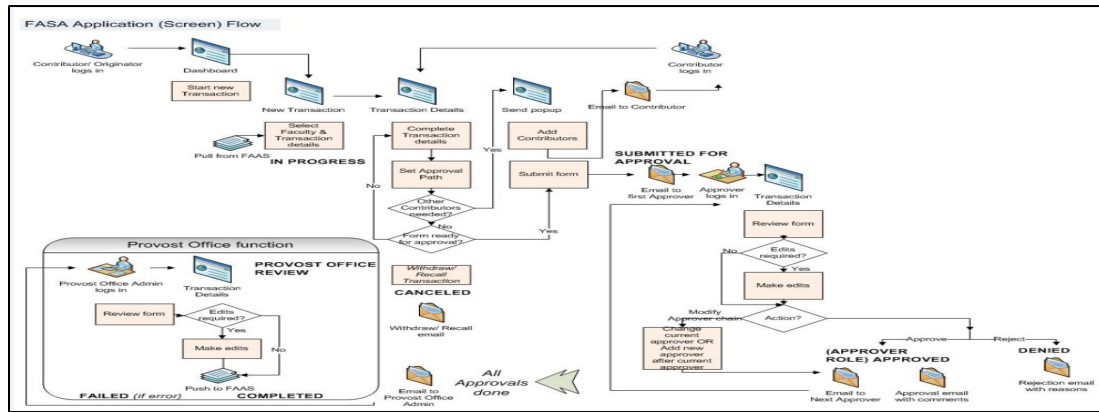 FASA Application (Screen) Flow
Contributor/ Originator
logs in
Dashboard
Start new
Transaction
New Transaction
Select
Faculty &
Transaction
details
Pull from FAAS
IN PROGRESS
Transaction Details
Complete
Transaction
details
Set Approval
Path
Other
Contributors
needed?
No
Yes
Form ready
for approval?
No
Yes
Withdraw/
Recall
Transaction
CANCELED
Withdraw/ Recall
email
Send popup
Add
Contributors
Submit form
Email to Contributor
Contributor
logs in
SUBMITTED FOR
APPROVAL
Email to
first Approver
Approver
logs in
Transaction
Details
Review form
Edits
required?
No
Yes
Make edits
Action?
Modify
Approver chain
Change
current
approver OR
Add new
approver
after current
approver
Approve
Reject
(APPROVER
ROLE) APPROVED
DENIED
Email to
Next Approver
Approval email
with comments
Rejection email
with reasons
All
Approvals
done
Email to
Provost Office
Admin
Provost Office function
Provost Office Admin
logs in
Transaction
Details
PROVOST OFFICE
REVIEW
Review form
Edits
required?
Yes
No
Make edits
Push to FAAS
FAILED (if error)
COMPLETED